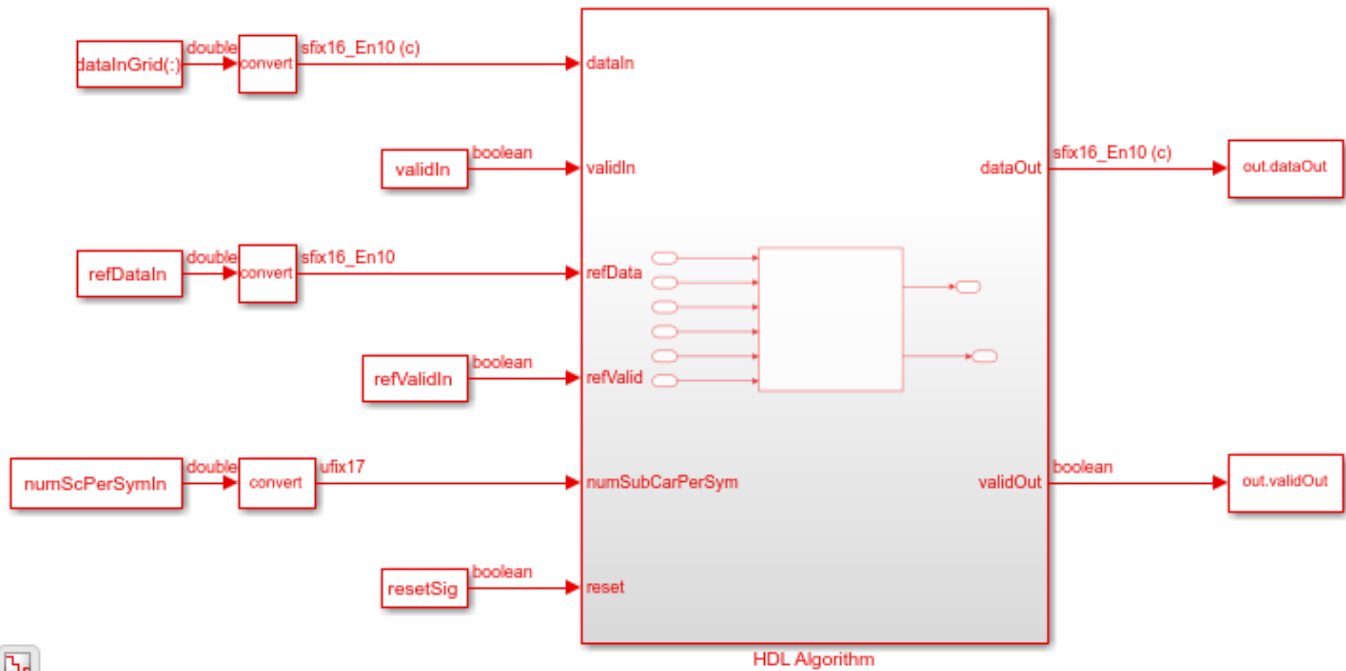 dataInGrid(:)
double
convert
sfix16_En10 (c)
dataIn
validIn
boolean
validIn
dataOut
sfix16_En10 (c)
out.dataOut
refDataIn
double
convert
sfix16_En10
refData
refValidIn
boolean
refValid
numScPerSymIn
double
convert
ufix17
numSubCarPerSym
validOut
boolean
out.validOut
resetSig
boolean
reset
HDL Algorithm